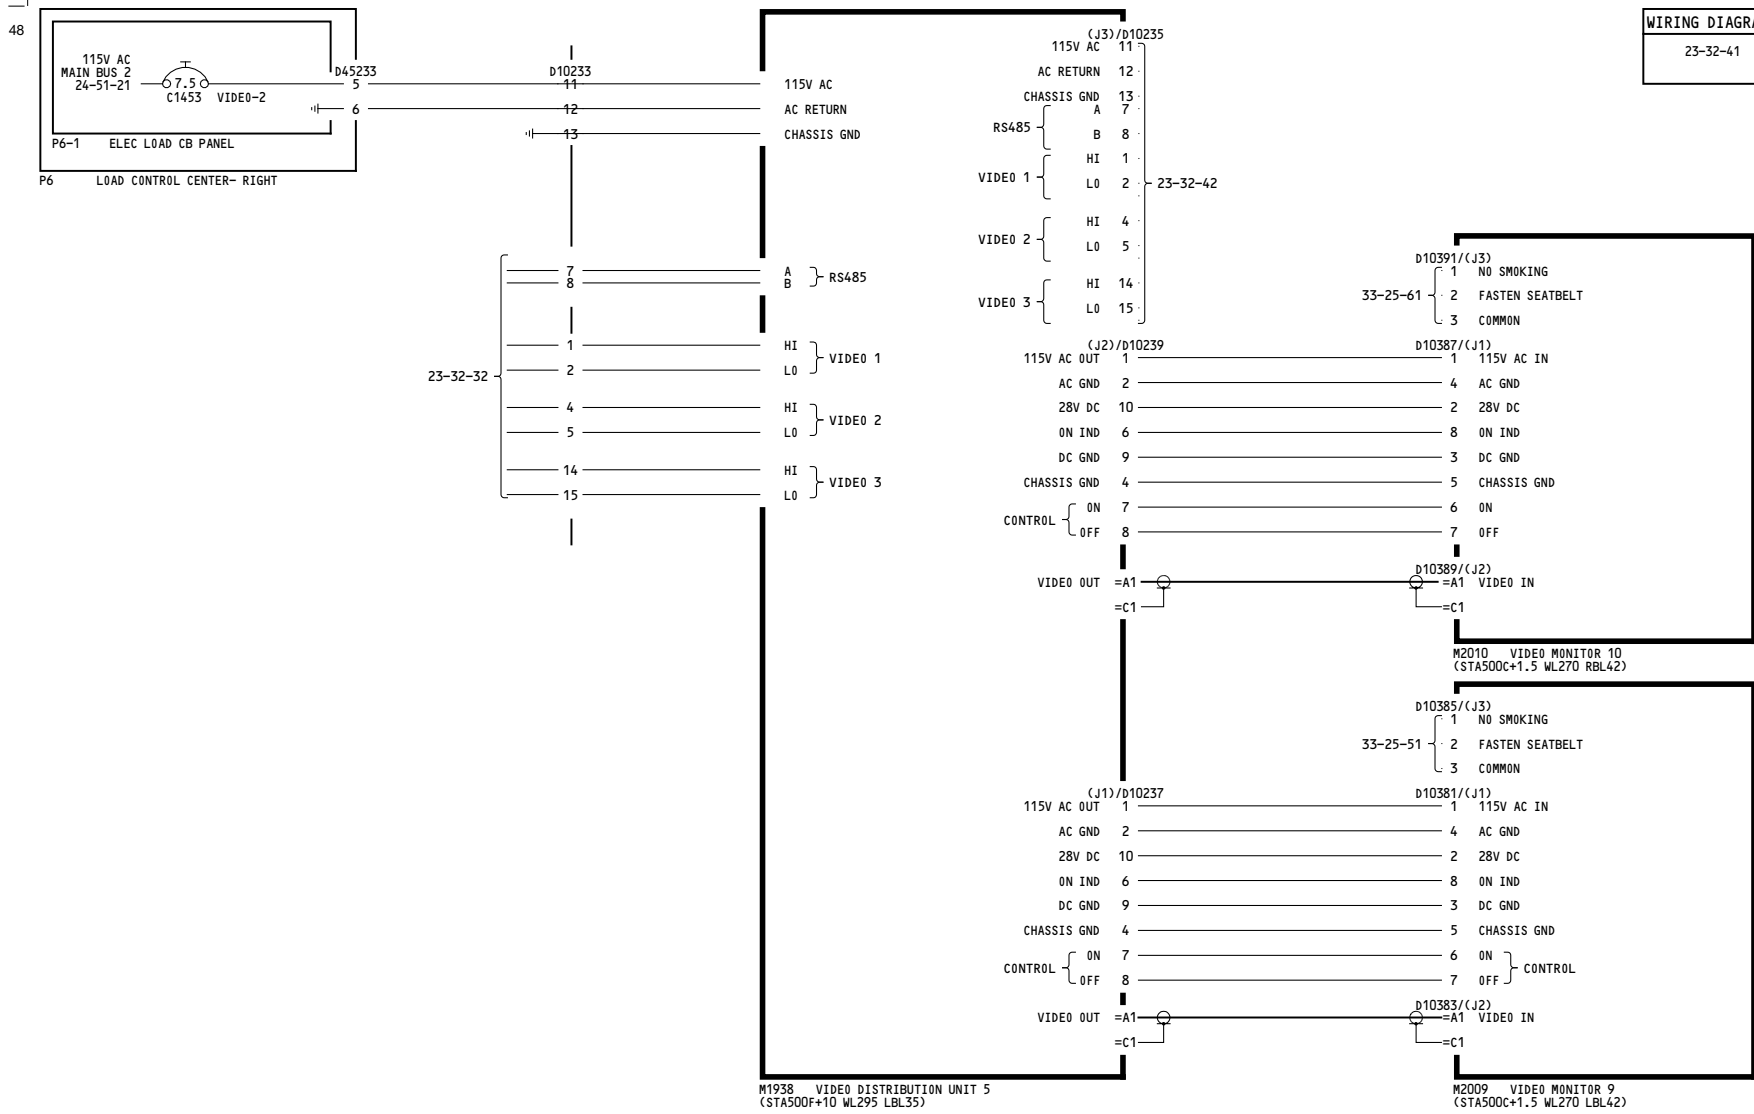 48
WIRING DIAGRA
23-32-41
115V AC
MAIN BUS 2
24-51-21
7.5
C1453 VIDEO-2
D45233
5
6
P6-1 ELEC LOAD CB PANEL
P6 LOAD CONTROL CENTER- RIGHT
D10233
11 115V AC
12 AC RETURN
13 CHASSIS GND
23-32-32
7 A
8 B
RS485
1 HI
2 LO
VIDEO 1
4 HI
5 LO
VIDEO 2
14 HI
15 LO
VIDEO 3
(J3)/D10235
115V AC 11
AC RETURN 12
CHASSIS GND 13
RS485
A 7
B 8
VIDEO 1
HI 1
LO 2
23-32-42
VIDEO 2
HI 4
LO 5
VIDEO 3
HI 14
LO 15
(J2)/D10239
115V AC OUT 1
AC GND 2
28V DC 10
ON IND 6
DC GND 9
CHASSIS GND 4
CONTROL
ON 7
OFF 8
VIDEO OUT =A1
=C1
D10391/(J3)
33-25-61
1 NO SMOKING
2 FASTEN SEATBELT
3 COMMON
D10387/(J1)
1 115V AC IN
4 AC GND
2 28V DC
8 ON IND
3 DC GND
5 CHASSIS GND
6 ON
7 OFF
D10389/(J2)
=A1 VIDEO IN
=C1
M2010 VIDEO MONITOR 10
(STA500C+1.5 WL270 RBL42)
(J1)/D10237
115V AC OUT 1
AC GND 2
28V DC 10
ON IND 6
DC GND 9
CHASSIS GND 4
CONTROL
ON 7
OFF 8
VIDEO OUT =A1
=C1
D10385/(J3)
33-25-51
1 NO SMOKING
2 FASTEN SEATBELT
3 COMMON
D10381/(J1)
1 115V AC IN
4 AC GND
2 28V DC
8 ON IND
3 DC GND
5 CHASSIS GND
6 ON
7 OFF
CONTROL
D10383/(J2)
=A1 VIDEO IN
=C1
M1938 VIDEO DISTRIBUTION UNIT 5
(STA500F+10 WL295 LBL35)
M2009 VIDEO MONITOR 9
(STA500C+1.5 WL270 LBL42)